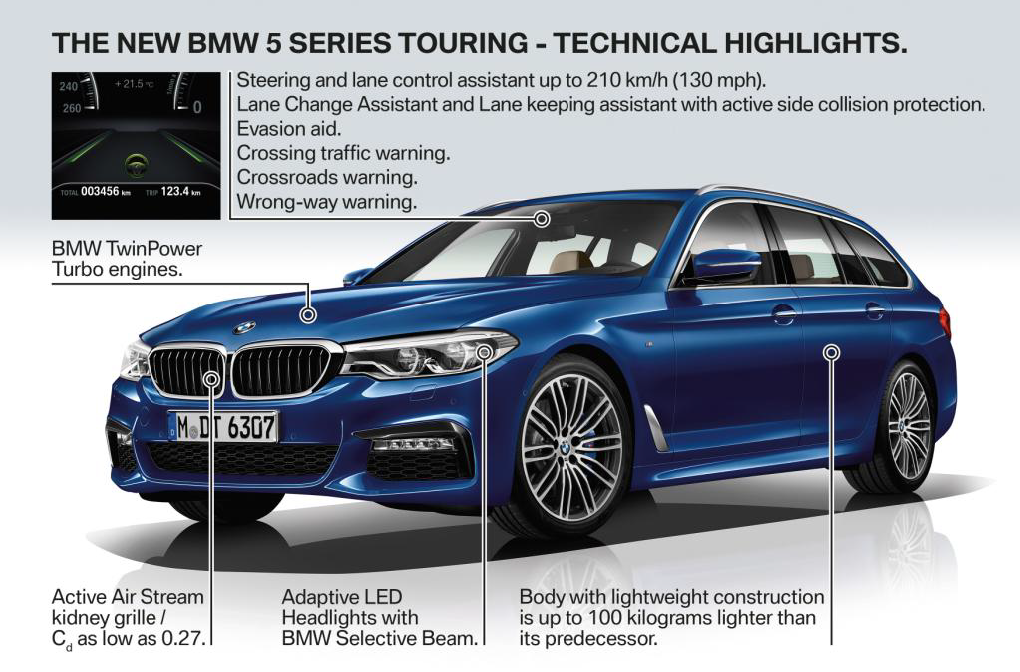 THE NEW BMW 5 SERIES TOURING - TECHNICAL HIGHLIGHTS.
240
+21.5 °C
1/min
260
0
TOTAL 003456 km TRIP 123.4 km
Steering and lane control assistant up to 210 km/h (130 mph).
Lane Change Assistant and Lane keeping assistant with active side collision protection.
Evasion aid.
Crossing traffic warning.
Crossroads warning.
Wrong-way warning.
BMW TwinPower
Turbo engines.
M DT 6307
Active Air Stream
kidney grille /
Cd as low as 0.27.
Adaptive LED
Headlights with
BMW Selective Beam.
Body with lightweight construction
is up to 100 kilograms lighter than
its predecessor.